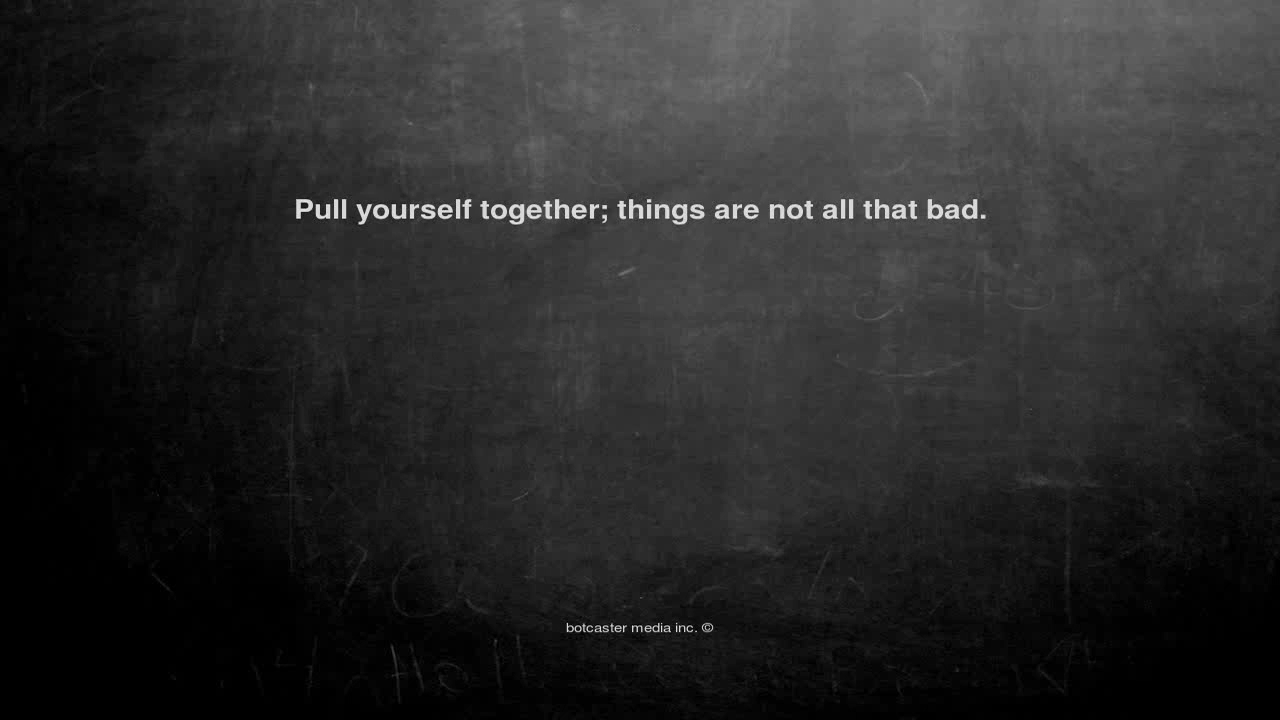 Pull yourself together; things are not all that bad.
botcaster media inc. ©